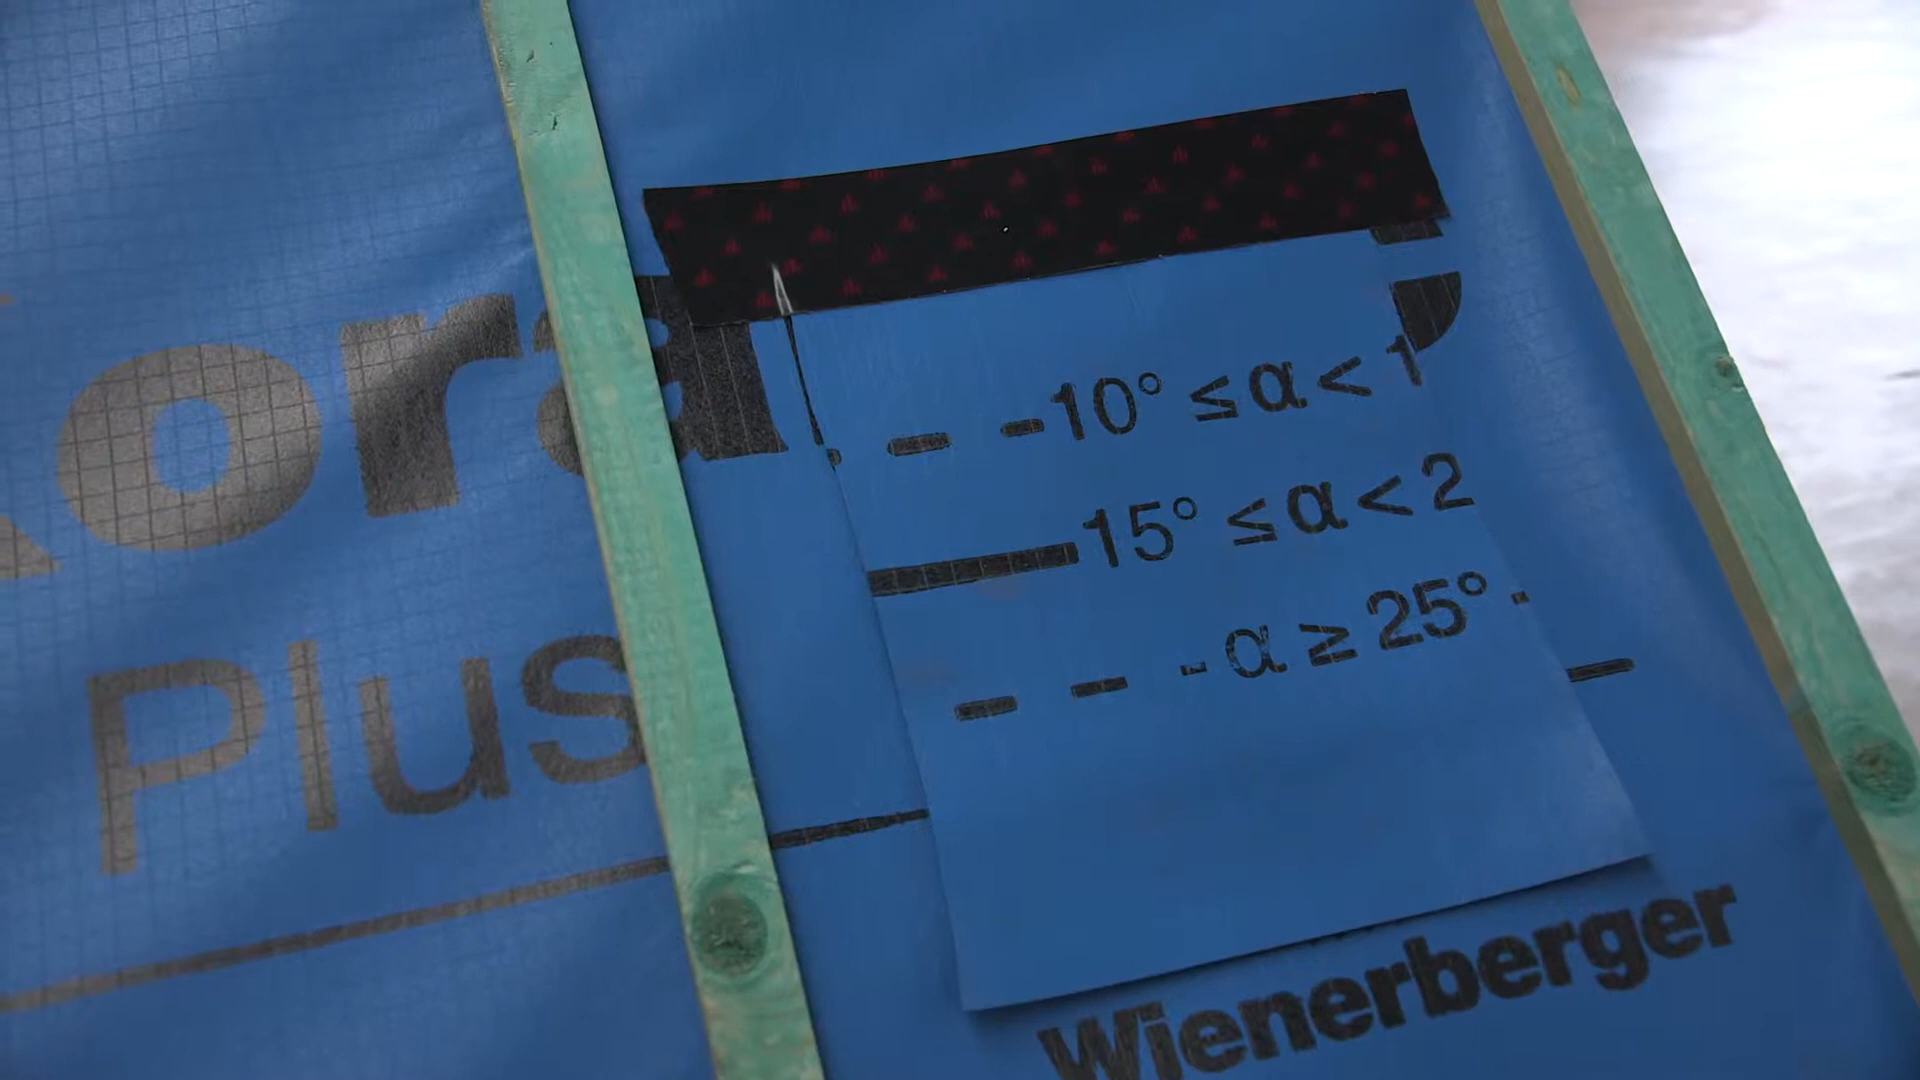 ora
Plus
-10° ≤ α < 1
15° ≤ α < 2
- α ≥ 25°
Wienerberger